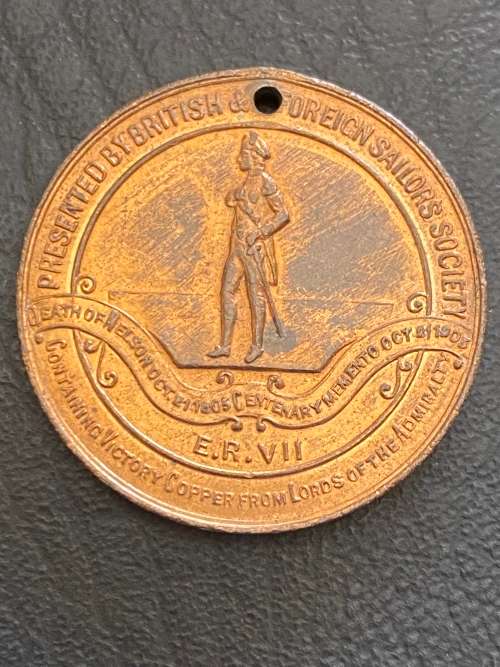 PRESENTED BY BRITISH & FOREIGN SAILORS SOCIETY
DEATH OF NELSON OCT. 21 1805 CENTENARY MEMENTO OCT. 21 1905
E.R.VII
CONTAINING VICTORY COPPER FROM LORDS OF THE ADMIRALTY